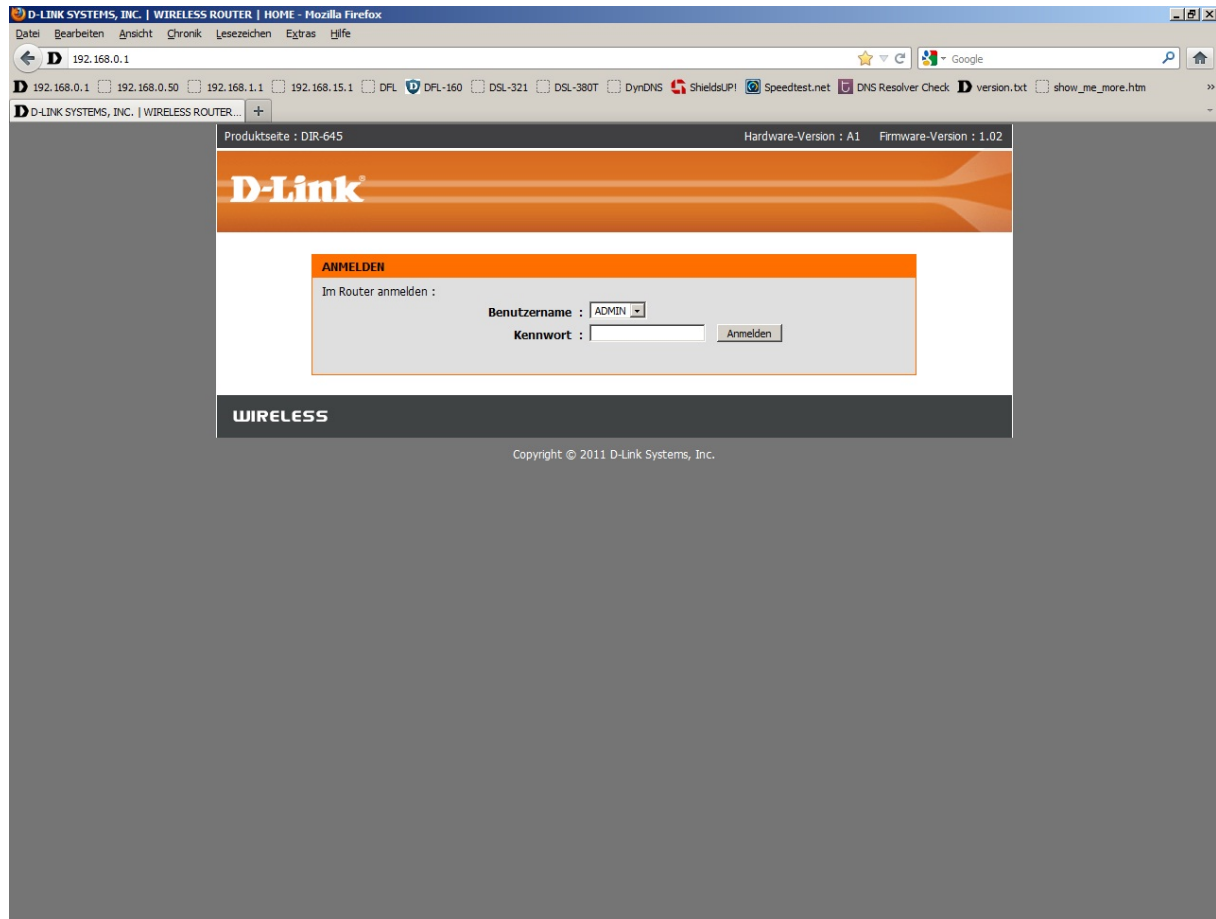 D-LINK SYSTEMS, INC. | WIRELESS ROUTER | HOME - Mozilla Firefox
Datei Bearbeiten Ansicht Chronik Lesezeichen Extras Hilfe
192.168.0.1
Google
192.168.0.1 192.168.0.50 192.168.1.1 192.168.15.1 DFL DFL-160 DSL-321 DSL-380T DynDNS ShieldsUP! Speedtest.net DNS Resolver Check version.txt show_me_more.htm »
D-LINK SYSTEMS, INC. | WIRELESS ROUTER... +
Produktseite : DIR-645 Hardware-Version : A1 Firmware-Version : 1.02
D-Link®
ANMELDEN
Im Router anmelden :
Benutzername : ADMIN
Kennwort : Anmelden
WIRELESS
Copyright © 2011 D-Link Systems, Inc.